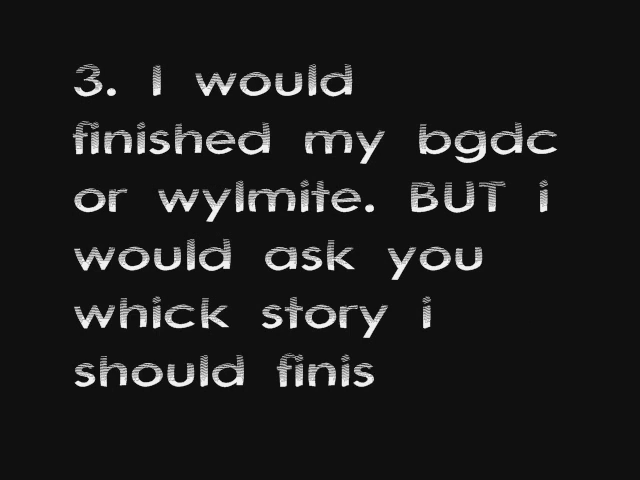 3. I would
finished my bgdc
or wylmite. BUT i
would ask you
whick story i
should finis